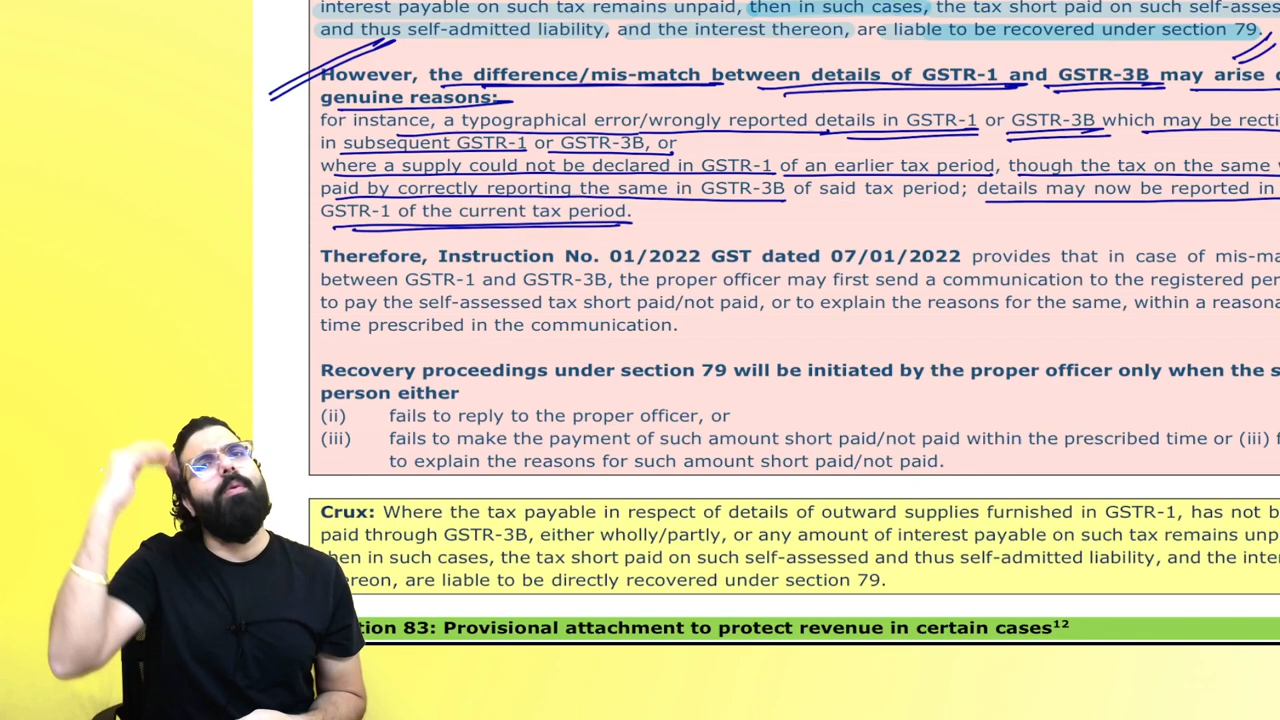 interest payable on such tax remains unpaid, then in such cases, the tax short paid on such self-asses
and thus self-admitted liability, and the interest thereon, are liable to be recovered under section 79.
However, the difference/mis-match between details of GSTR-1 and GSTR-3B may arise
genuine reasons:
for instance, a typographical error/wrongly reported details in GSTR-1 or GSTR-3B which may be recti
in subsequent GSTR-1 or GSTR-3B, or
where a supply could not be declared in GSTR-1 of an earlier tax period, though the tax on the same
paid by correctly reporting the same in GSTR-3B of said tax period; details may now be reported in
GSTR-1 of the current tax period.
Therefore, Instruction No. 01/2022 GST dated 07/01/2022 provides that in case of mis-ma
between GSTR-1 and GSTR-3B, the proper officer may first send a communication to the registered per
to pay the self-assessed tax short paid/not paid, or to explain the reasons for the same, within a reasona
time prescribed in the communication.
Recovery proceedings under section 79 will be initiated by the proper officer only when the s
person either
(ii) fails to reply to the proper officer, or
(iii) fails to make the payment of such amount short paid/not paid within the prescribed time or (iii) f
to explain the reasons for such amount short paid/not paid.
Crux: Where the tax payable in respect of details of outward supplies furnished in GSTR-1, has not b
paid through GSTR-3B, either wholly/partly, or any amount of interest payable on such tax remains unp
hen in such cases, the tax short paid on such self-assessed and thus self-admitted liability, and the inte
ereon, are liable to be directly recovered under section 79.
tion 83: Provisional attachment to protect revenue in certain cases¹²